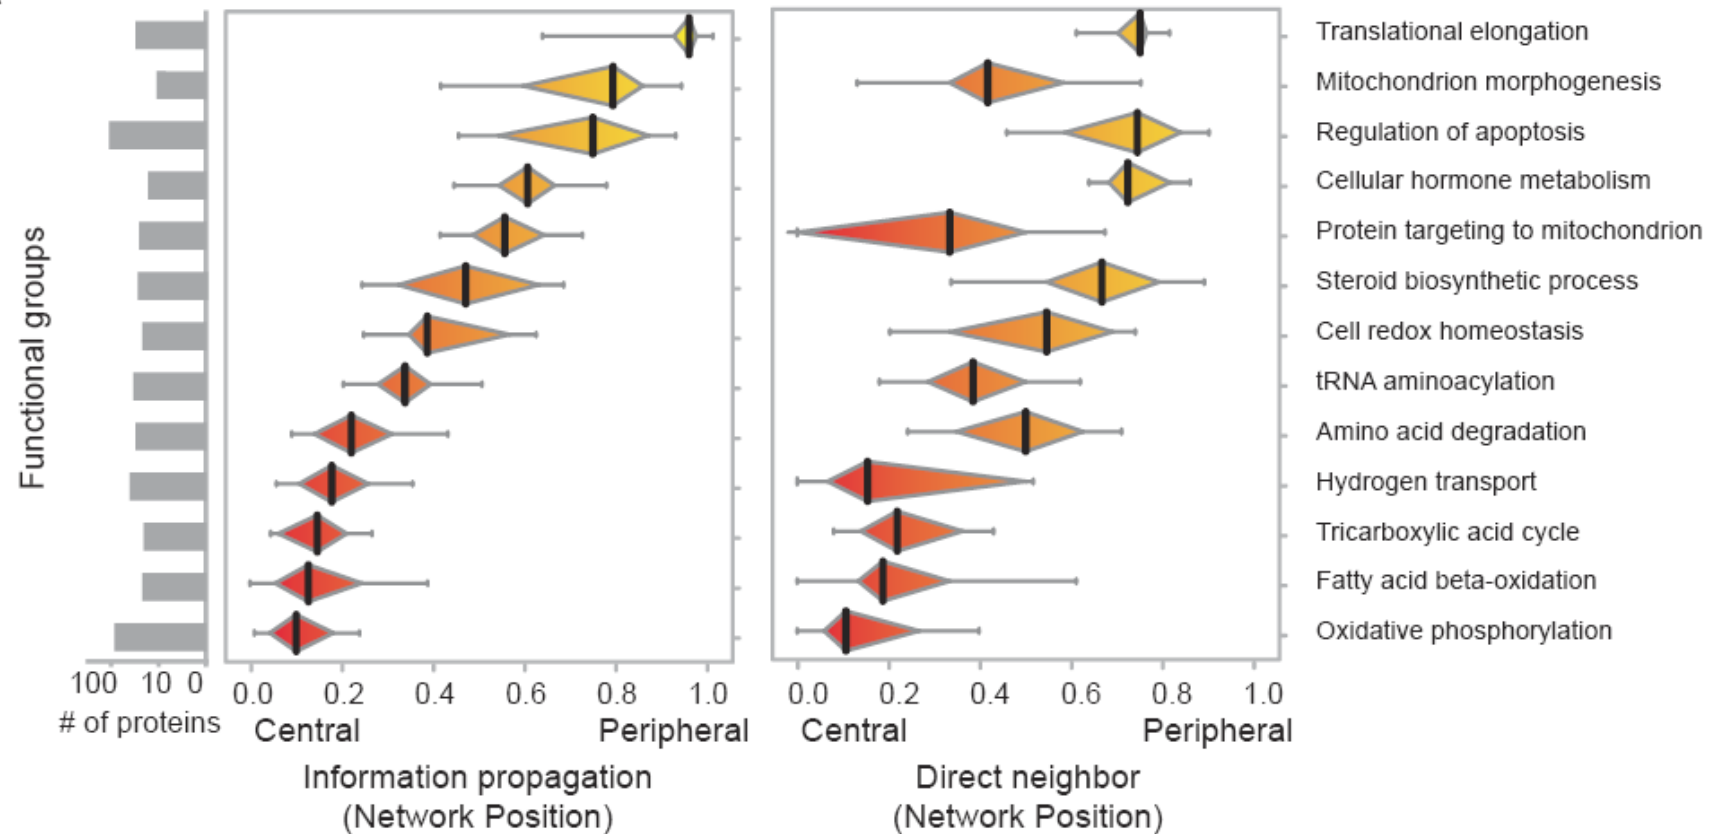 Functional groups
Translational elongation
Mitochondrion morphogenesis
Regulation of apoptosis
Cellular hormone metabolism
Protein targeting to mitochondrion
Steroid biosynthetic process
Cell redox homeostasis
tRNA aminoacylation
Amino acid degradation
Hydrogen transport
Tricarboxylic acid cycle
Fatty acid beta-oxidation
Oxidative phosphorylation
100 10 0
# of proteins
0.0 0.2 0.4 0.6 0.8 1.0
Central Peripheral
Information propagation
(Network Position)
0.0 0.2 0.4 0.6 0.8 1.0
Central Peripheral
Direct neighbor
(Network Position)